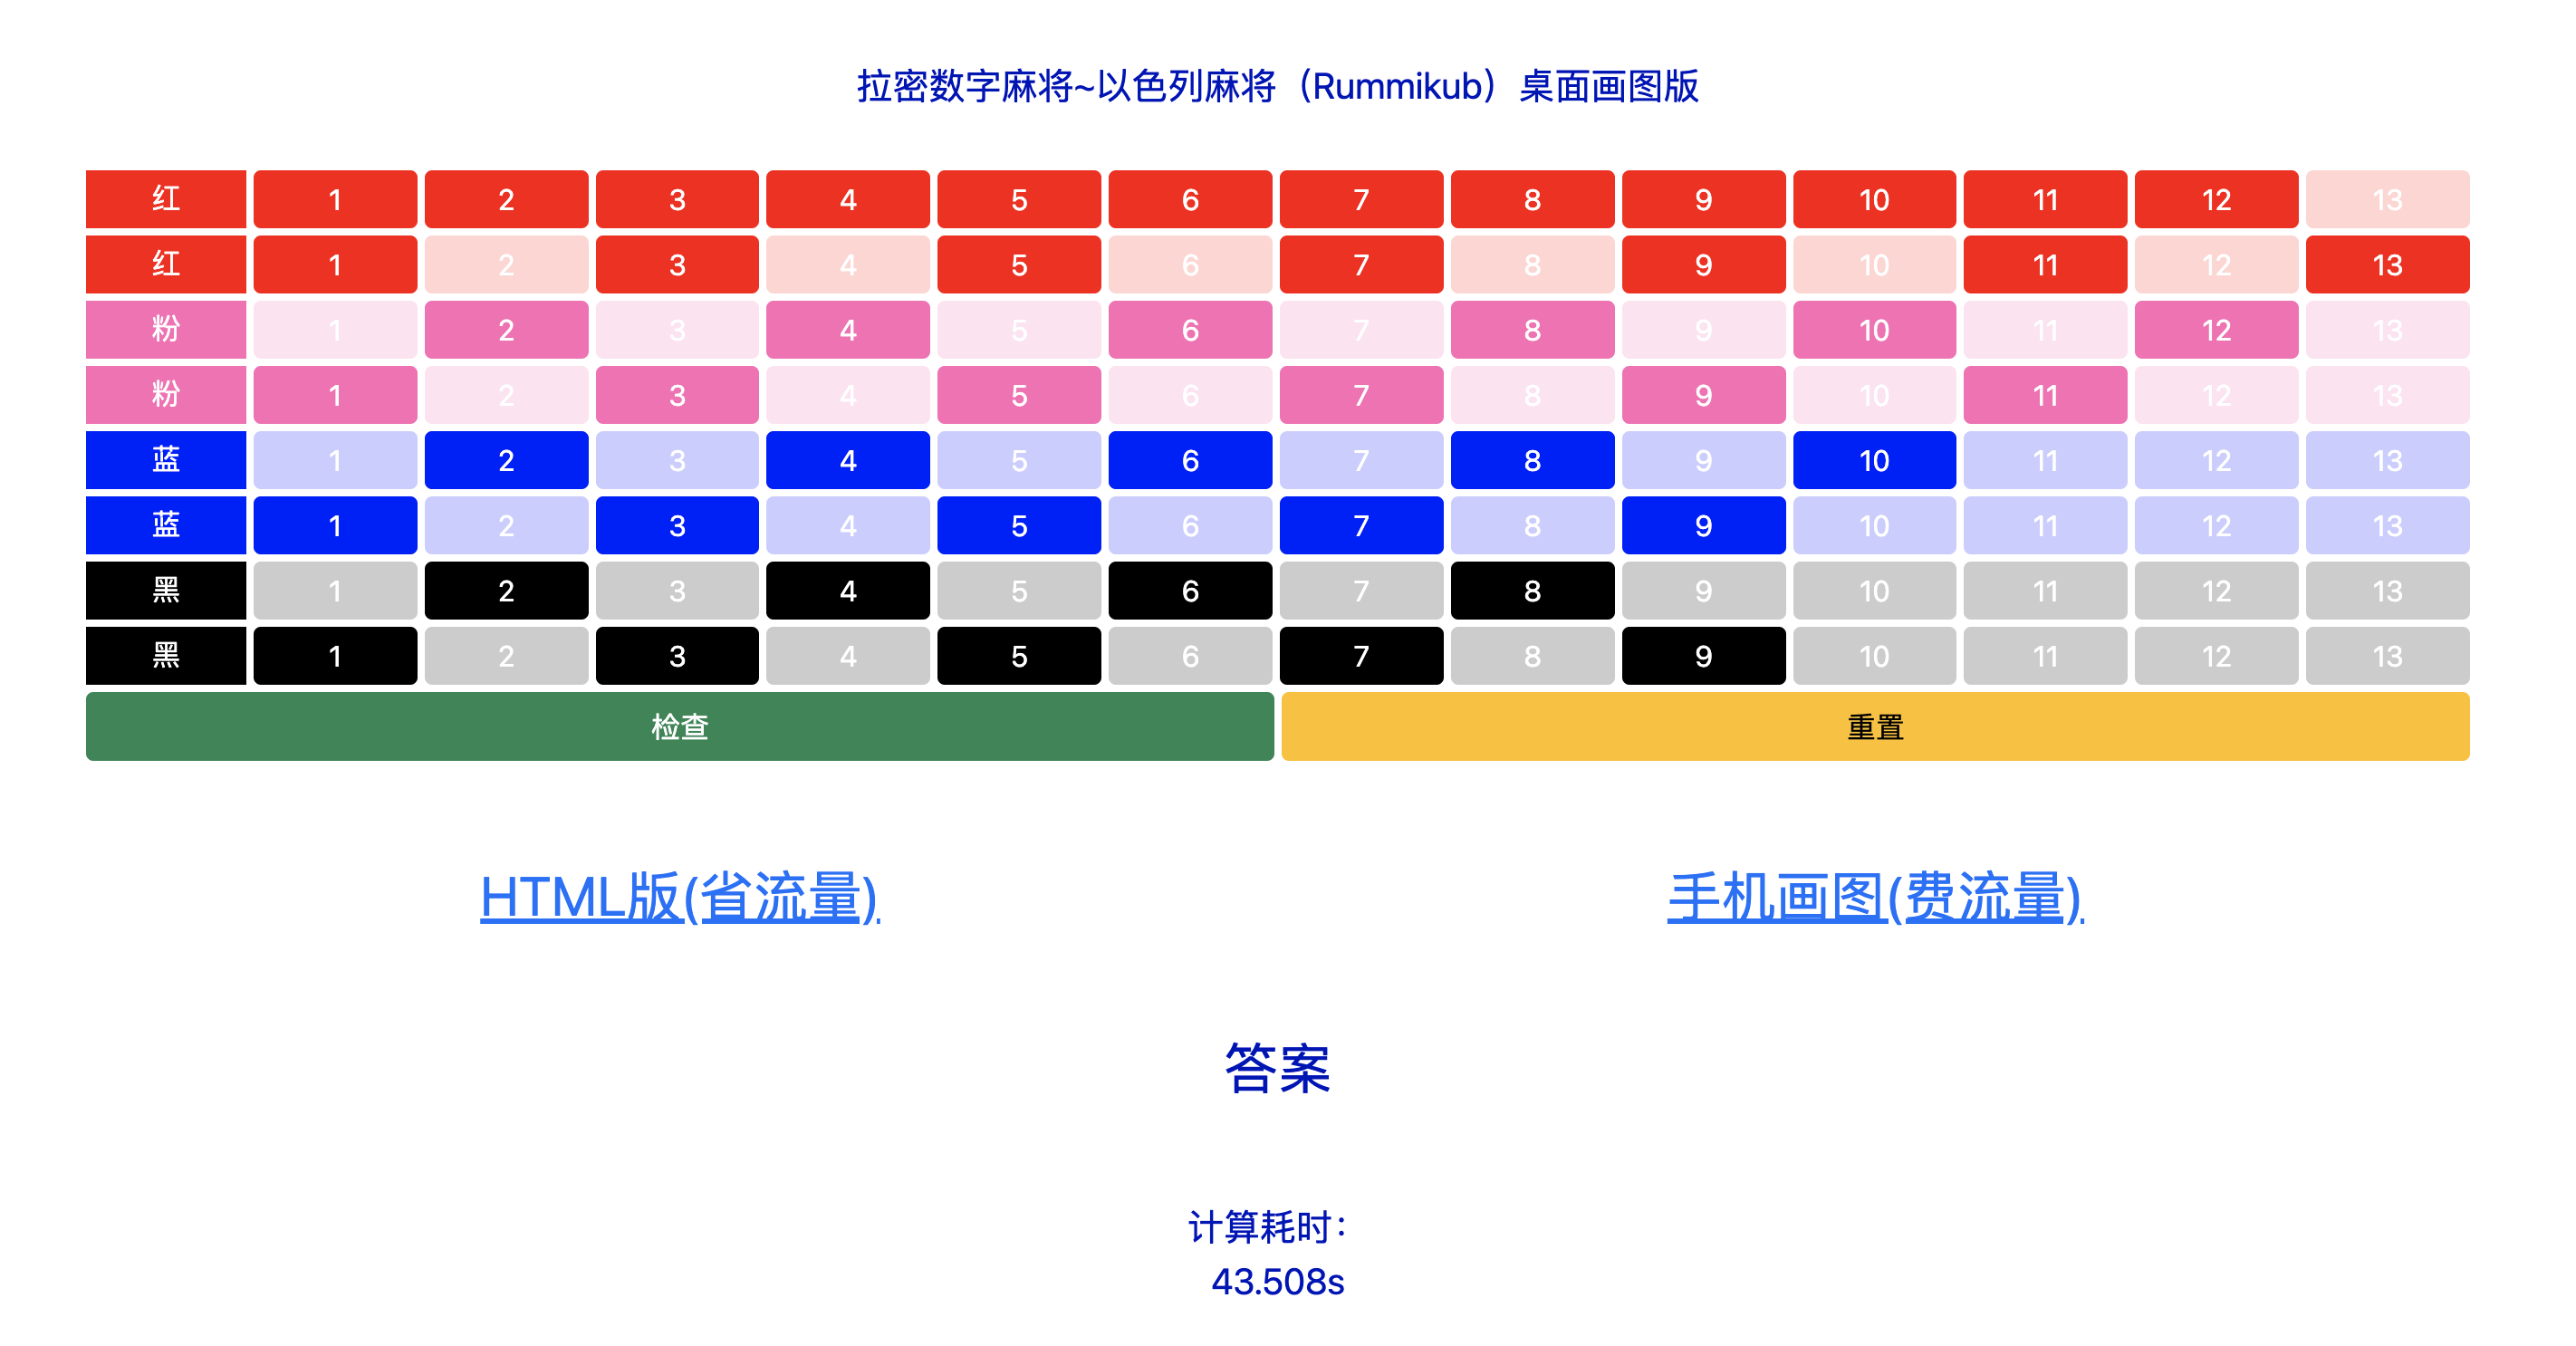 拉密数字麻将~以色列麻将（Rummikub）桌面画图版
红 1 2 3 4 5 6 7 8 9 10 11 12 13
红 1 2 3 4 5 6 7 8 9 10 11 12 13
粉 1 2 3 4 5 6 7 8 9 10 11 12 13
粉 1 2 3 4 5 6 7 8 9 10 11 12 13
蓝 1 2 3 4 5 6 7 8 9 10 11 12 13
蓝 1 2 3 4 5 6 7 8 9 10 11 12 13
黑 1 2 3 4 5 6 7 8 9 10 11 12 13
黑 1 2 3 4 5 6 7 8 9 10 11 12 13
检查 重置
HTML版(省流量) 手机画图(费流量)
答案
计算耗时：
43.508s